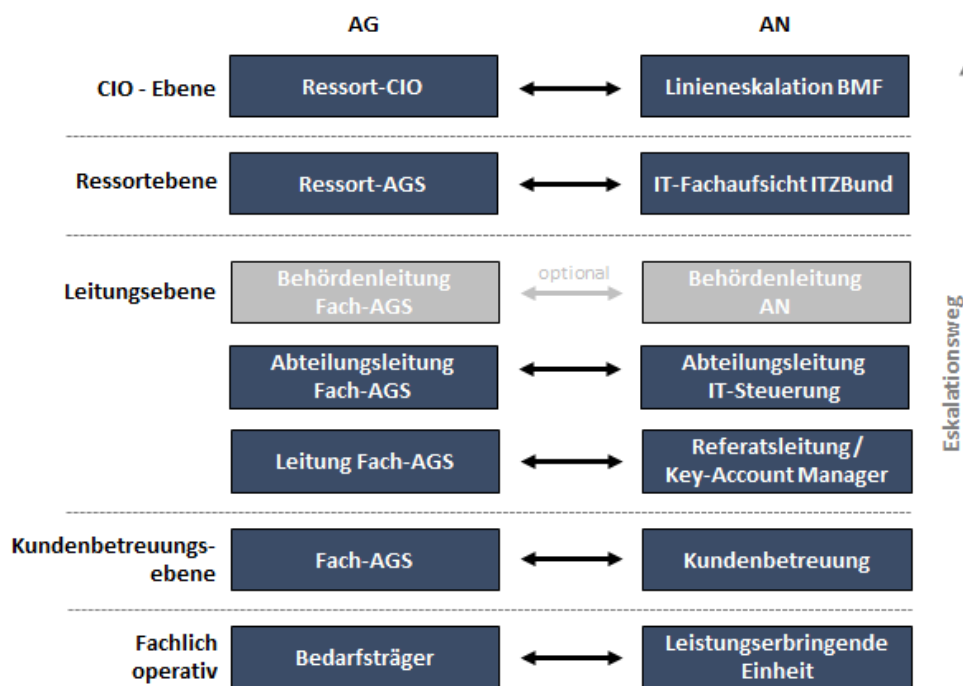 AG
AN
CIO - Ebene
Ressort-CIO
Linieneskalation BMF
Ressortebene
Ressort-AGS
IT-Fachaufsicht ITZBund
Leitungsebene
Behördenleitung
Fach-AGS
optional
Behördenleitung
AN
Abteilungsleitung
Fach-AGS
Abteilungsleitung
IT-Steuerung
Leitung Fach-AGS
Referatsleitung /
Key-Account Manager
Kundenbetreuungs-
ebene
Fach-AGS
Kundenbetreuung
Fachlich
operativ
Bedarfsträger
Leistungserbringende
Einheit
Eskalationsweg